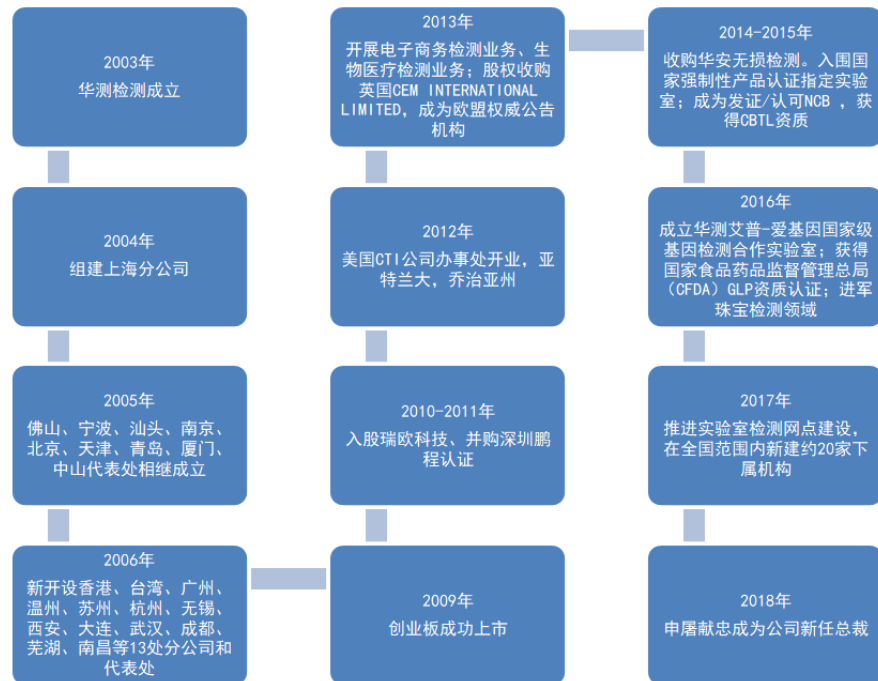 2003年
华测检测成立
2004年
组建上海分公司
2005年
佛山、宁波、汕头、南京、
北京、天津、青岛、厦门、
中山代表处相继成立
2006年
新开设香港、台湾、广州、
温州、苏州、杭州、无锡、
西安、大连、武汉、成都、
芜湖、南昌等13处分公司和
代表处
2009年
创业板成功上市
2010-2011年
入股瑞欧科技、并购深圳鹏
程认证
2012年
美国CTI公司办事处开业，亚
特兰大，乔治亚州
2013年
开展电子商务检测业务、生
物医疗检测业务；股权收购
英国CEM INTERNATIONAL
LIMITED，成为欧盟权威公告
机构
2014-2015年
收购华安无损检测。入围国
家强制性产品认证指定实验
室；成为发证/认可NCB ，获
得CBTL资质
2016年
成立华测艾普-爱基因国家级
基因检测合作实验室；获得
国家食品药品监督管理总局
（CFDA）GLP资质认证；进军
珠宝检测领域
2017年
推进实验室检测网点建设，
在全国范围内新建约20家下
属机构
2018年
申屠献忠成为公司新任总裁